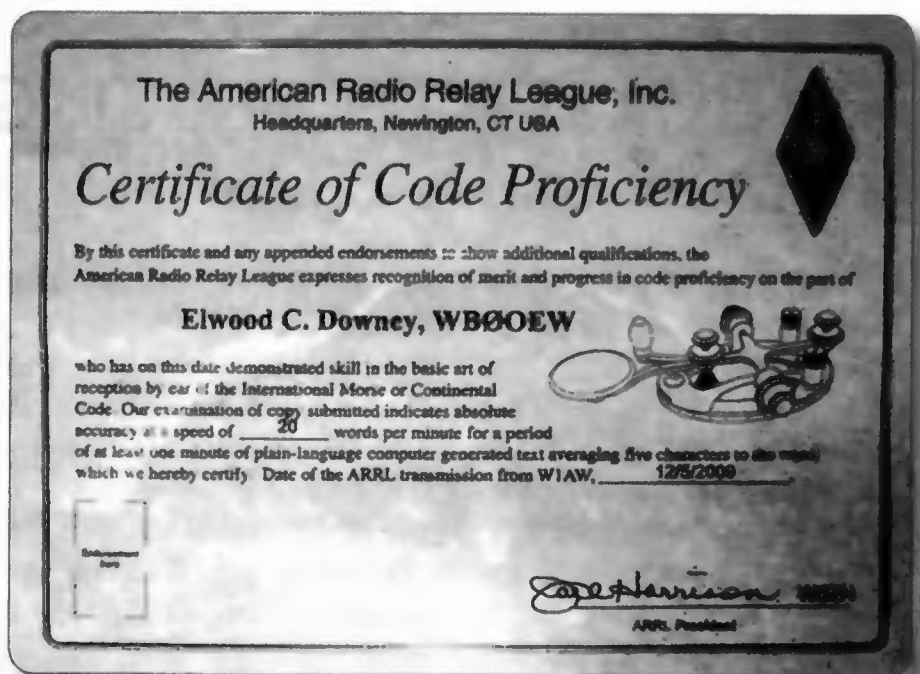 The American Radio Relay League, Inc.
Headquarters, Newington, CT USA
Certificate of Code Proficiency
By this certificate and any appended endorsements to show additional qualifications, the
American Radio Relay League expresses recognition of merit and progress in code proficiency on the part of
Elwood C. Downey, WBØOEW
who has on this date demonstrated skill in the basic art of
reception by ear of the International Morse or Continental
Code. Our examination of copy submitted indicates absolute
accuracy at a speed of 20 words per minute for a period
of at least one minute of plain-language computer generated text averaging five characters to the word,
which we hereby certify. Date of the ARRL transmission from W1AW, 12/5/2009
Endorsement
here
Joel Harrison
ARRL President